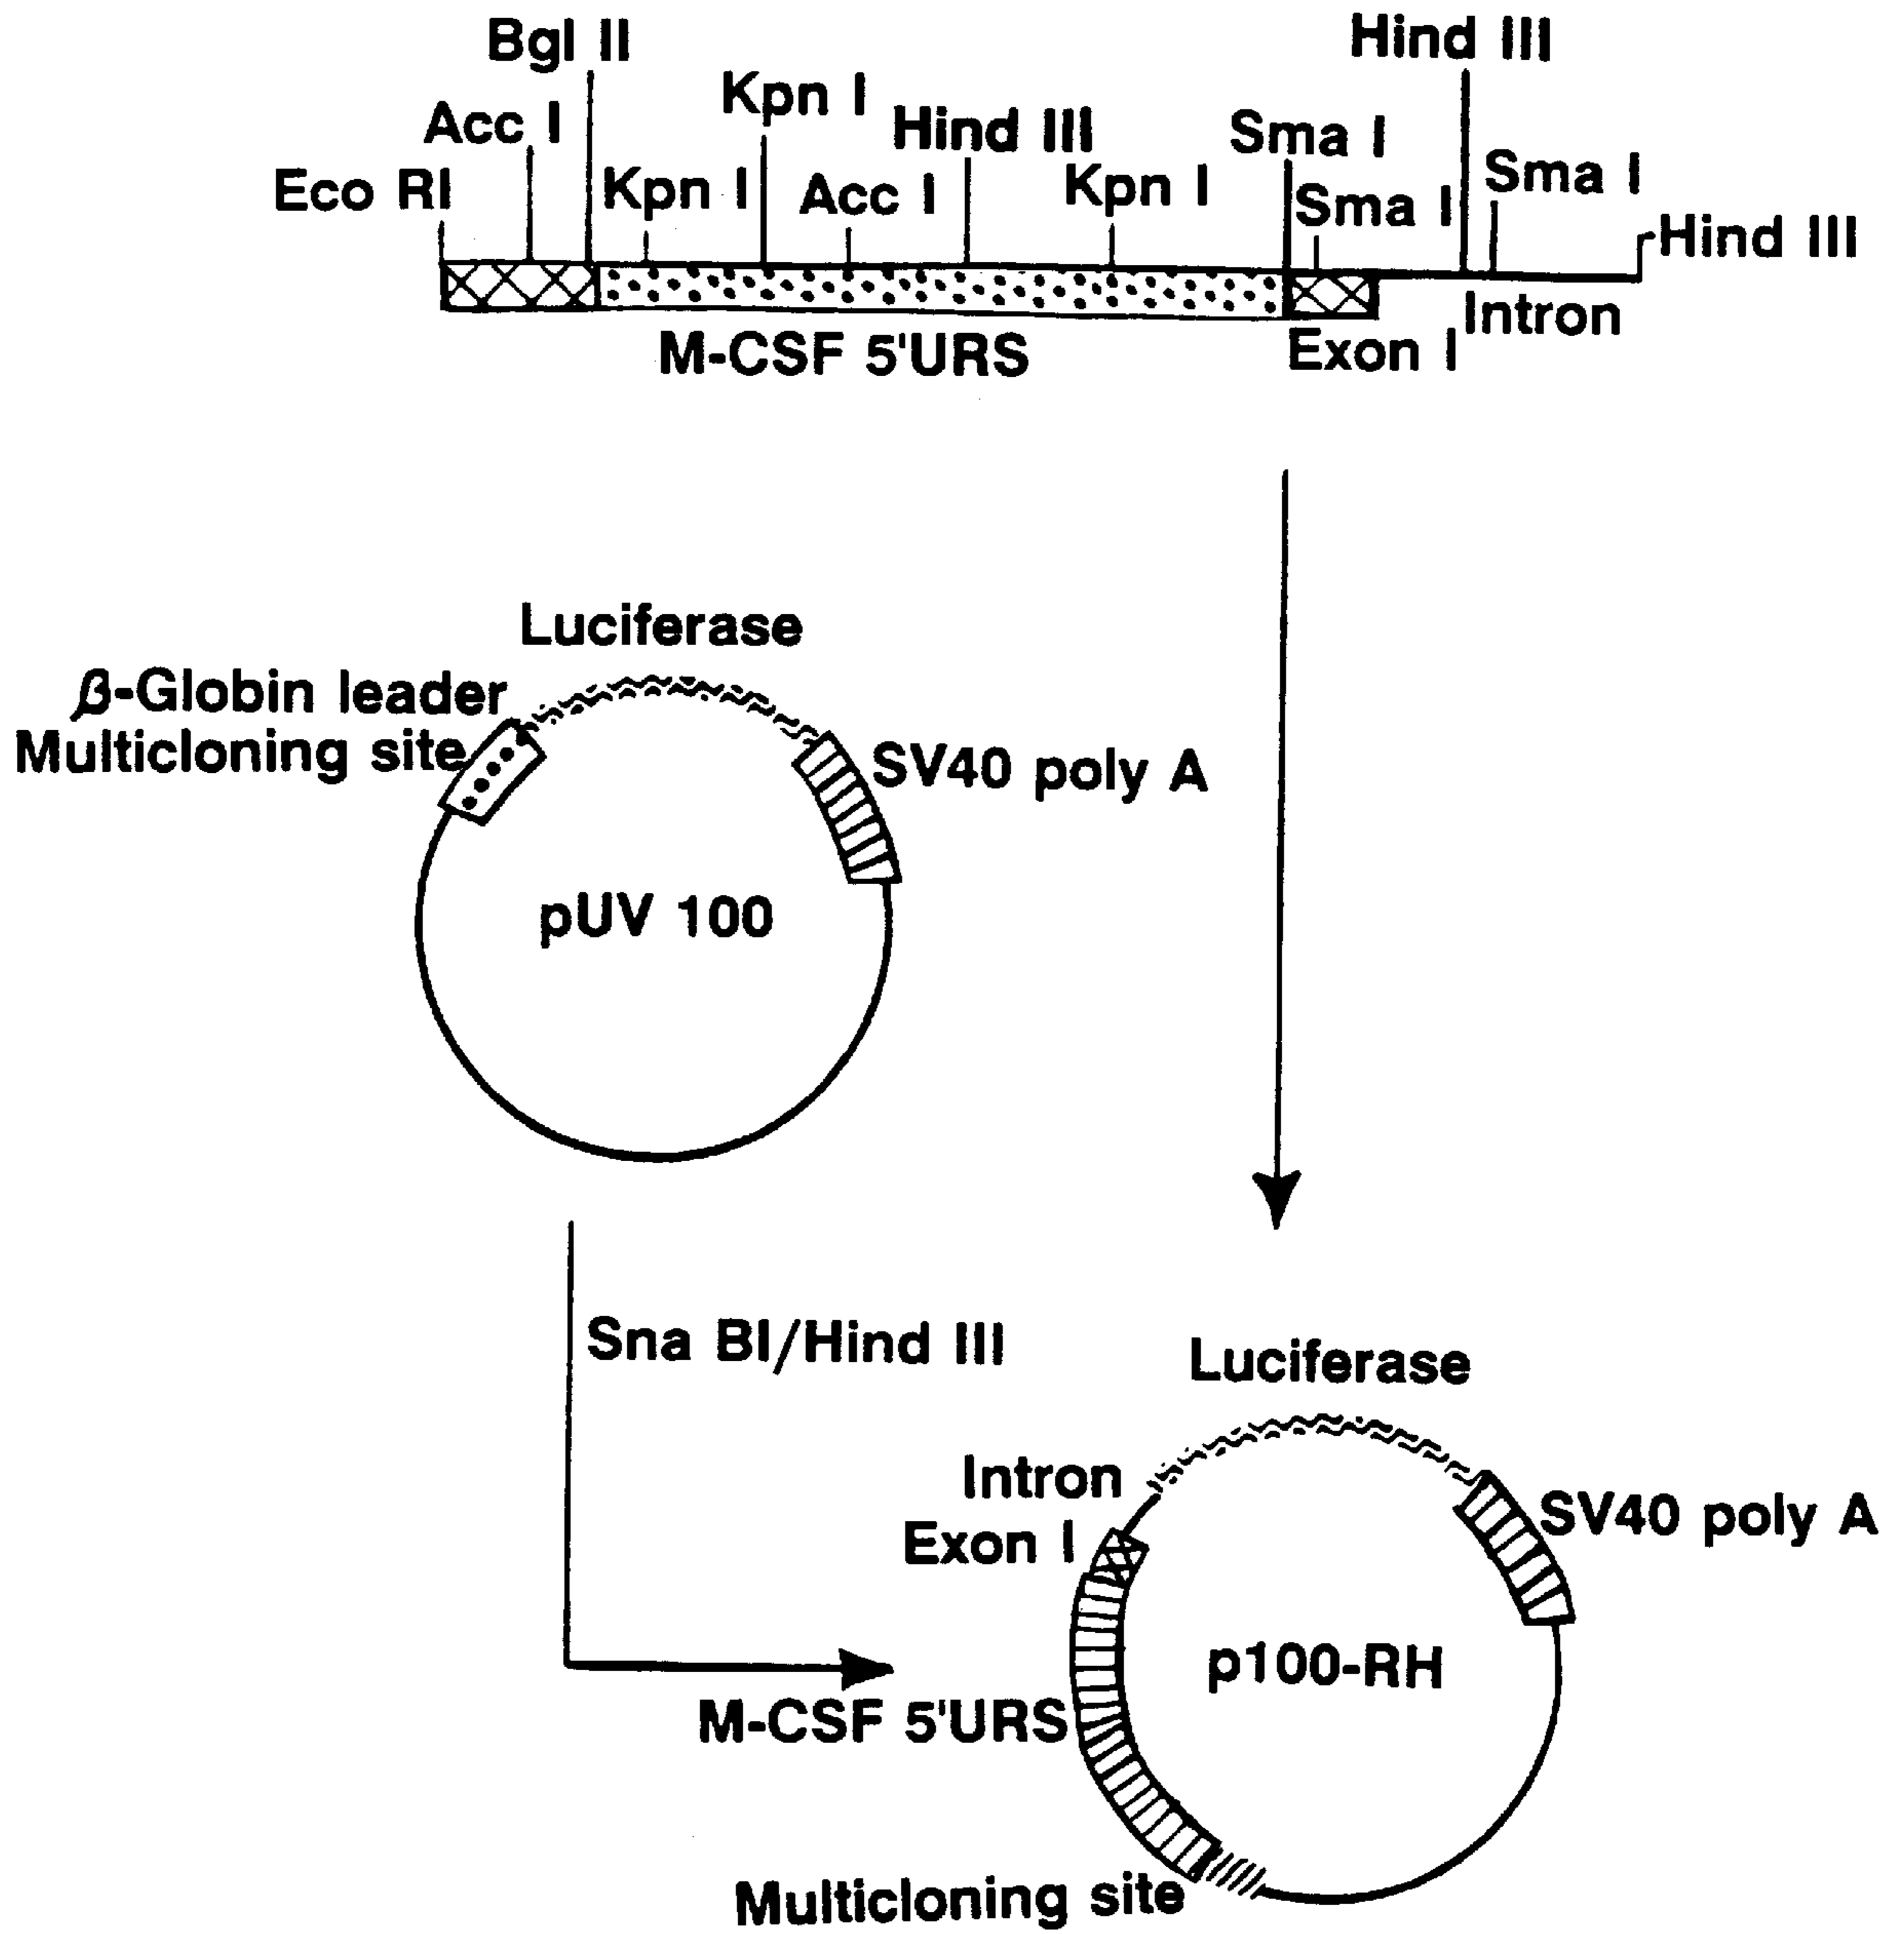 Bgl II
Hind III
Kpn I
Acc I
Hind III
Sma I
Eco RI
Kpn I
Acc I
Kpn I
Sma I
Sma I
Hind III
M-CSF 5'URS
Exon I
Intron
Luciferase
β-Globin leader
Multicloning site
SV40 poly A
pUV 100
Sna BI/Hind III
Luciferase
Intron
Exon I
SV40 poly A
p100-RH
M-CSF 5'URS
Multicloning site